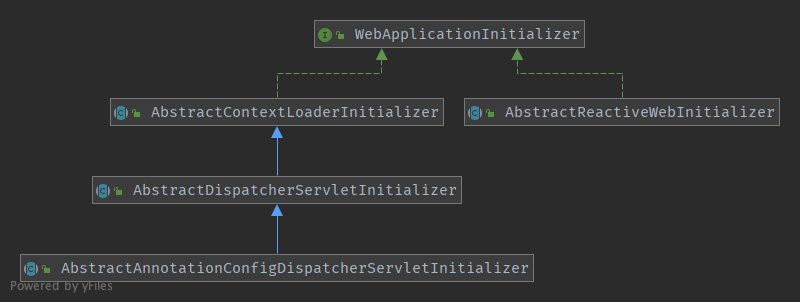 WebApplicationInitializer
AbstractContextLoaderInitializer
AbstractReactiveWebInitializer
AbstractDispatcherServletInitializer
AbstractAnnotationConfigDispatcherServletInitializer
Powered by yFiles